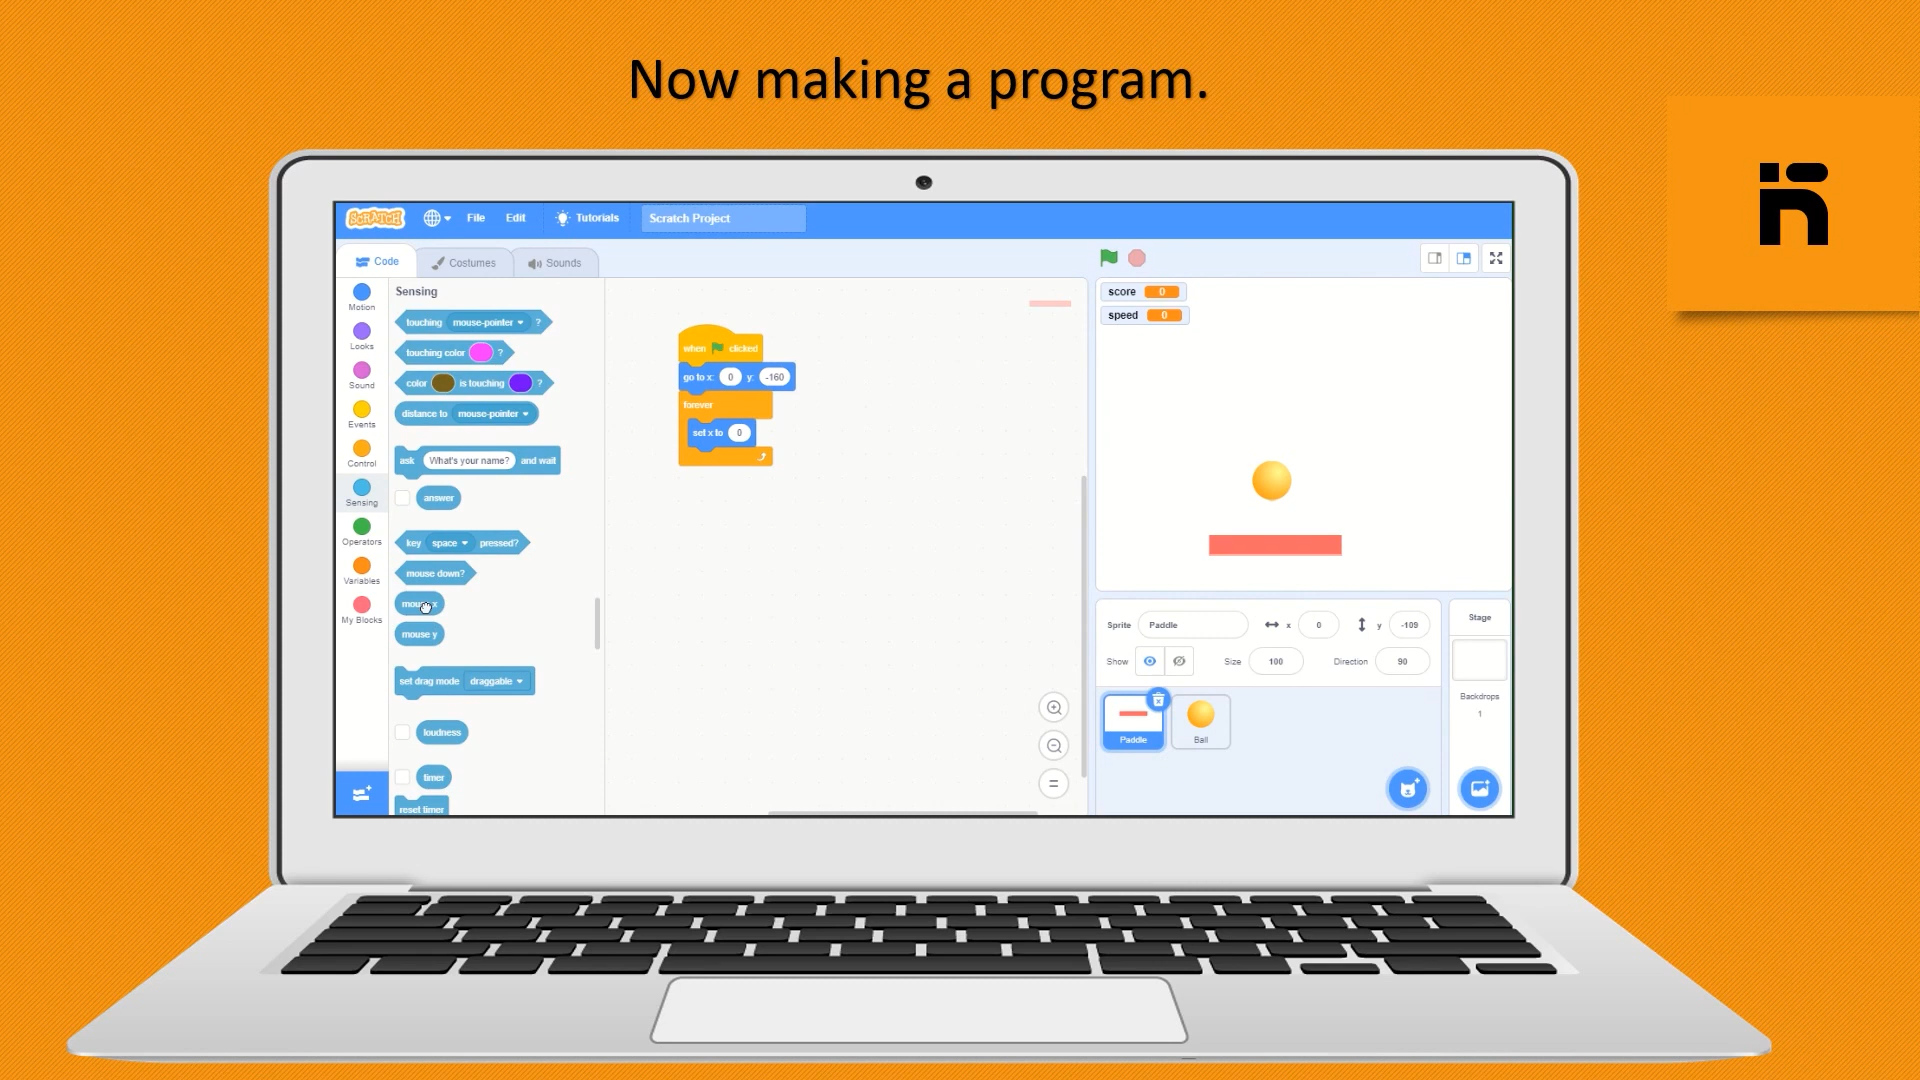 Now making a program.
SCRATCH File Edit Tutorials Scratch Project
Code Costumes Sounds
Motion
Looks
Sound
Events
Control
Sensing
Operators
Variables
My Blocks
Sensing
touching mouse-pointer ?
touching color ?
color is touching ?
distance to mouse-pointer
ask What's your name? and wait
answer
key space pressed?
mouse down?
mouse y
set drag mode draggable
loudness
timer
reset timer
when clicked
go to x: 0 y: -160
forever
set x to 0
score 0
speed 0
Sprite Paddle x 0 y -109
Show Size 100 Direction 90
Paddle
Ball
Stage
Backdrops
1